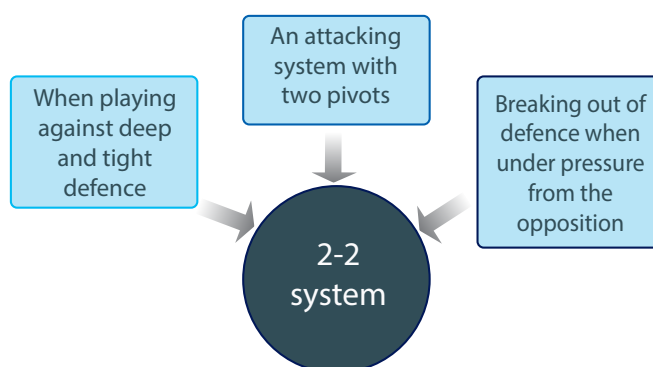 When playing
against deep
and tight
defence
An attacking
system with
two pivots
Breaking out of
defence when
under pressure
from the
opposition
2-2
system